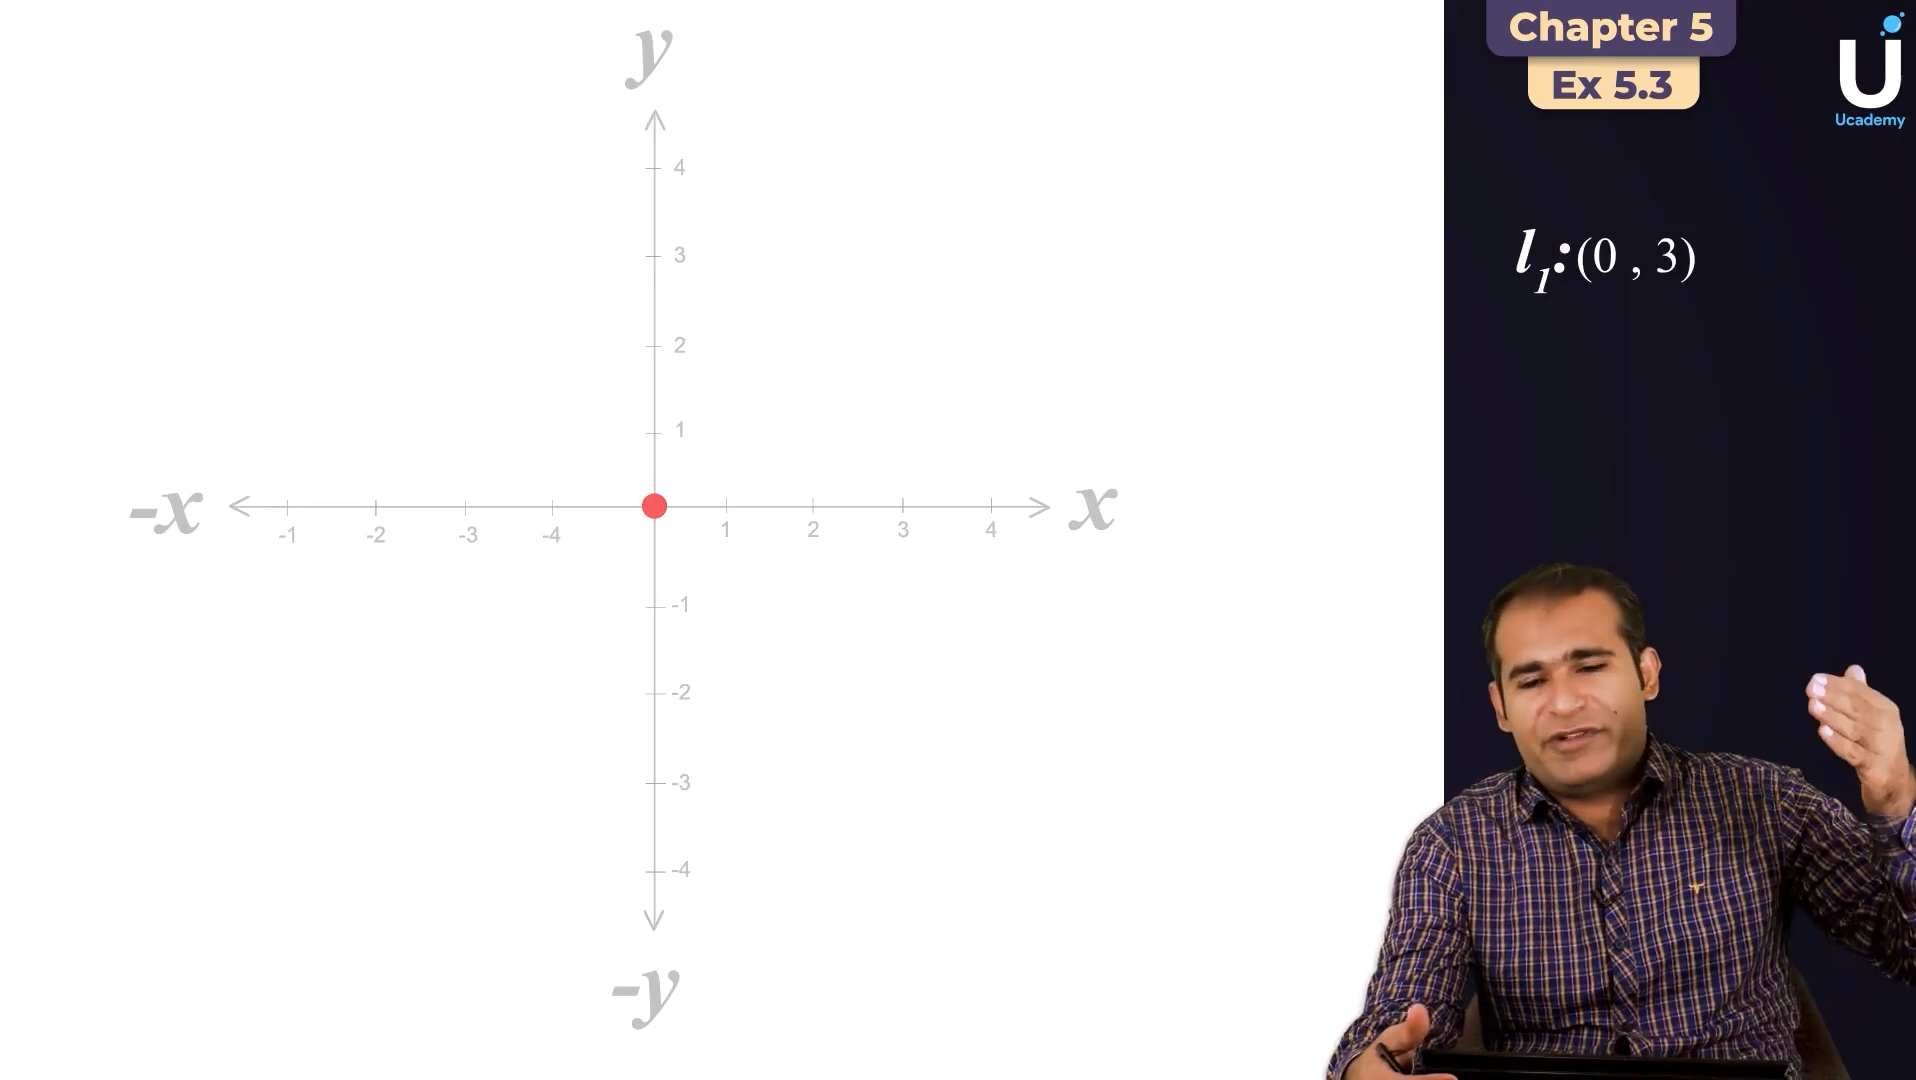 y
4
3
2
1
-x
x
-1 -2 -3 -4 1 2 3 4
-1
-2
-3
-4
-y
Chapter 5
Ex 5.3
Ucademy
l₁:(0 , 3)